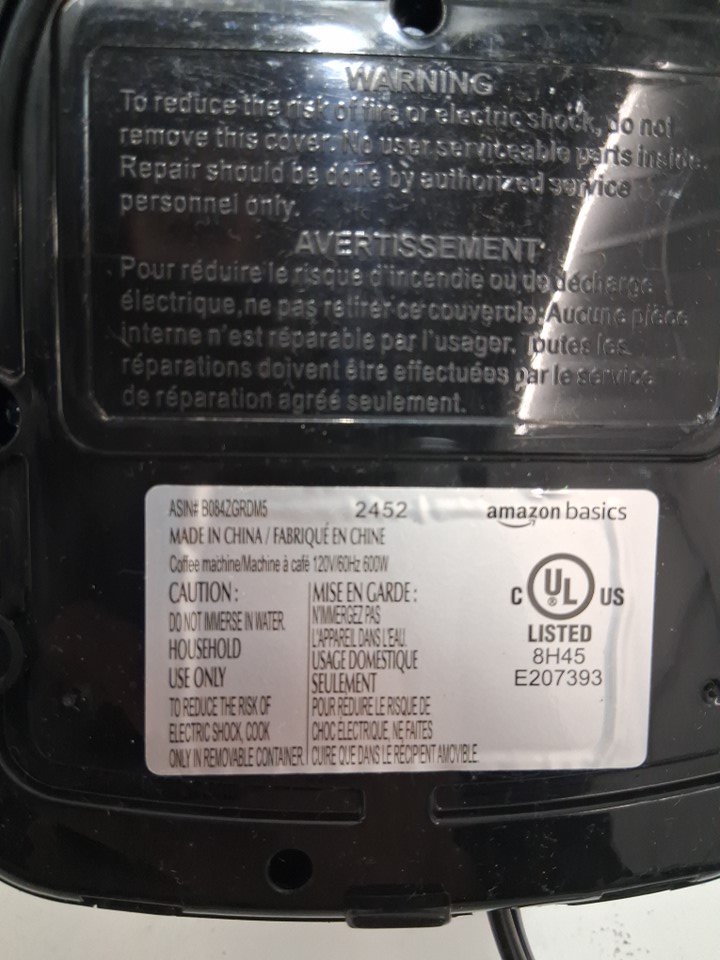 WARNING
To reduce the risk of fire or electric shock, do not
remove this cover. No user serviceable parts inside.
Repair should be done by authorized service
personnel only.
AVERTISSEMENT
Pour réduire le risque d'incendie ou de décharge
électrique, ne pas retirer ce couvercle. Aucune pièce
interne n'est réparable par l'usager. Toutes les
réparations doivent être effectuées par le service
de réparation agréé seulement.
ASIN# B084ZGRDM5 2452 amazon basics
MADE IN CHINA / FABRIQUÉ EN CHINE
Coffee machine/Machine à café 120V/60Hz 600W
CAUTION :
DO NOT IMMERSE IN WATER
HOUSEHOLD
USE ONLY
TO REDUCE THE RISK OF
ELECTRIC SHOCK, COOK
ONLY IN REMOVABLE CONTAINER.
MISE EN GARDE :
N'IMMERGEZ PAS
L'APPAREIL DANS L'EAU.
USAGE DOMESTIQUE
SEULEMENT
POUR RÉDUIRE LE RISQUE DE
CHOC ÉLECTRIQUE, NE FAITES
CUIRE QUE DANS LE RÉCIPIENT AMOVIBLE.
C UL US
®
LISTED
8H45
E207393